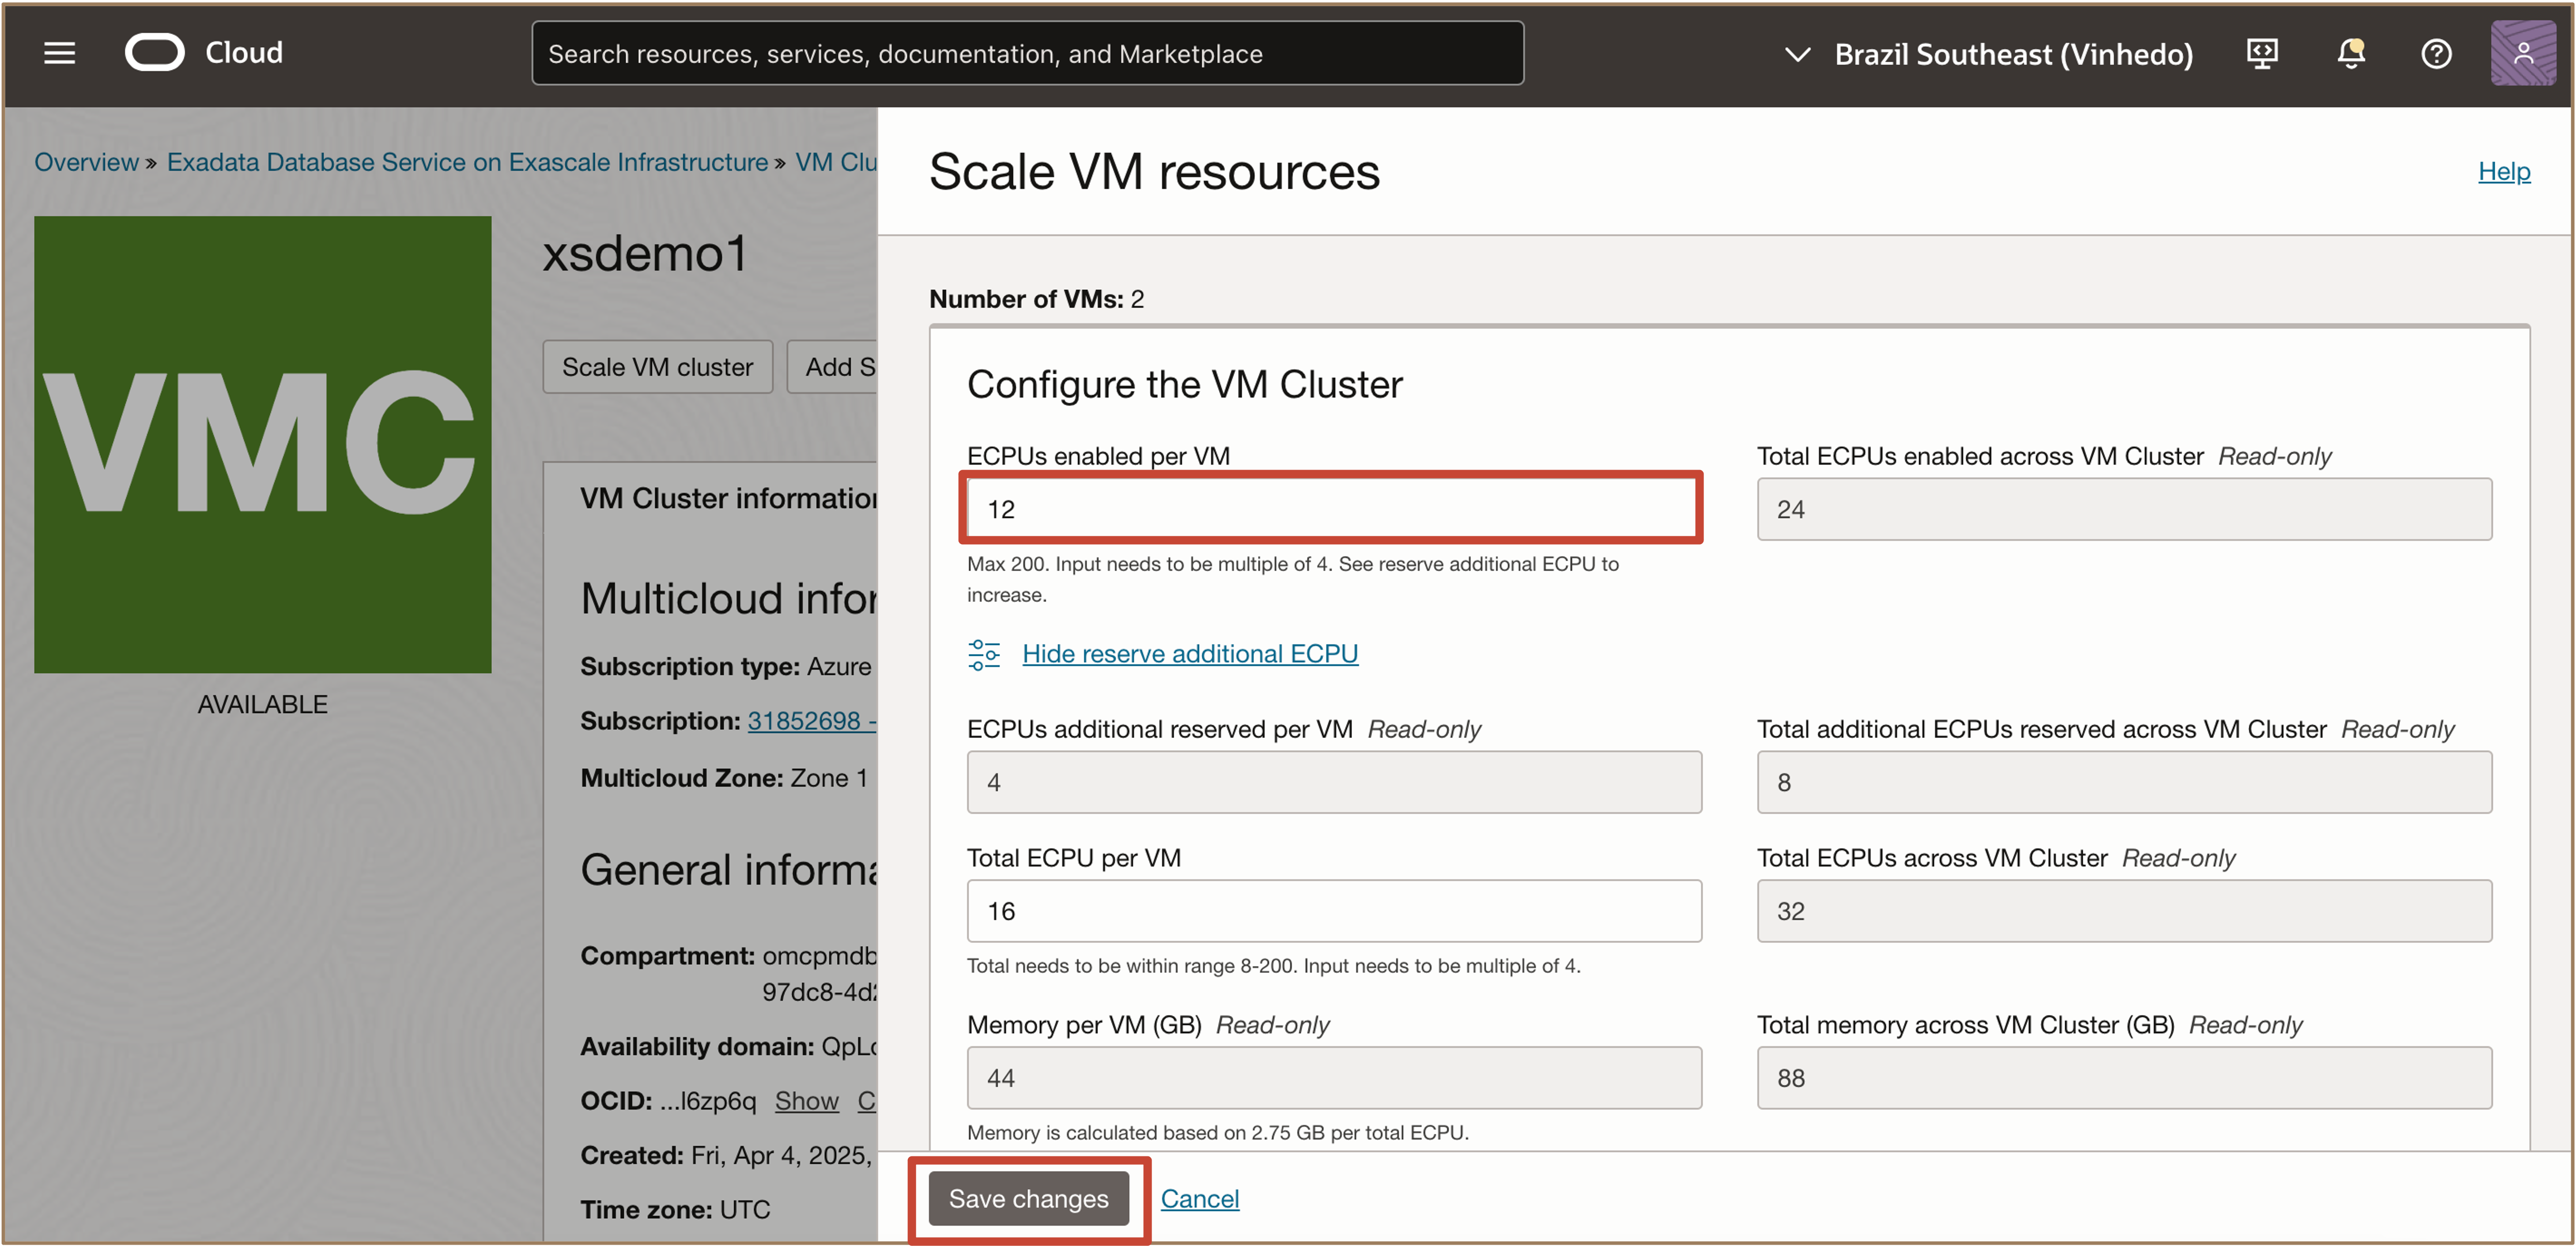 Cloud
Search resources, services, documentation, and Marketplace
Brazil Southeast (Vinhedo)
Overview » Exadata Database Service on Exascale Infrastructure » VM Clu
VMC
AVAILABLE
xsdemo1
Scale VM cluster
Add S
VM Cluster information
Multicloud infor
Subscription type: Azure
Subscription: 31852698 -
Multicloud Zone: Zone 1
General informa
Compartment: omcpmdb
97dc8-4d2
Availability domain: QpLc
OCID: ...l6zp6q Show C
Created: Fri, Apr 4, 2025,
Time zone: UTC
Scale VM resources
Help
Number of VMs: 2
Configure the VM Cluster
ECPUs enabled per VM
12
Max 200. Input needs to be multiple of 4. See reserve additional ECPU to
increase.
Total ECPUs enabled across VM Cluster Read-only
24
Hide reserve additional ECPU
ECPUs additional reserved per VM Read-only
4
Total additional ECPUs reserved across VM Cluster Read-only
8
Total ECPU per VM
16
Total needs to be within range 8-200. Input needs to be multiple of 4.
Total ECPUs across VM Cluster Read-only
32
Memory per VM (GB) Read-only
44
Memory is calculated based on 2.75 GB per total ECPU.
Total memory across VM Cluster (GB) Read-only
88
Save changes
Cancel